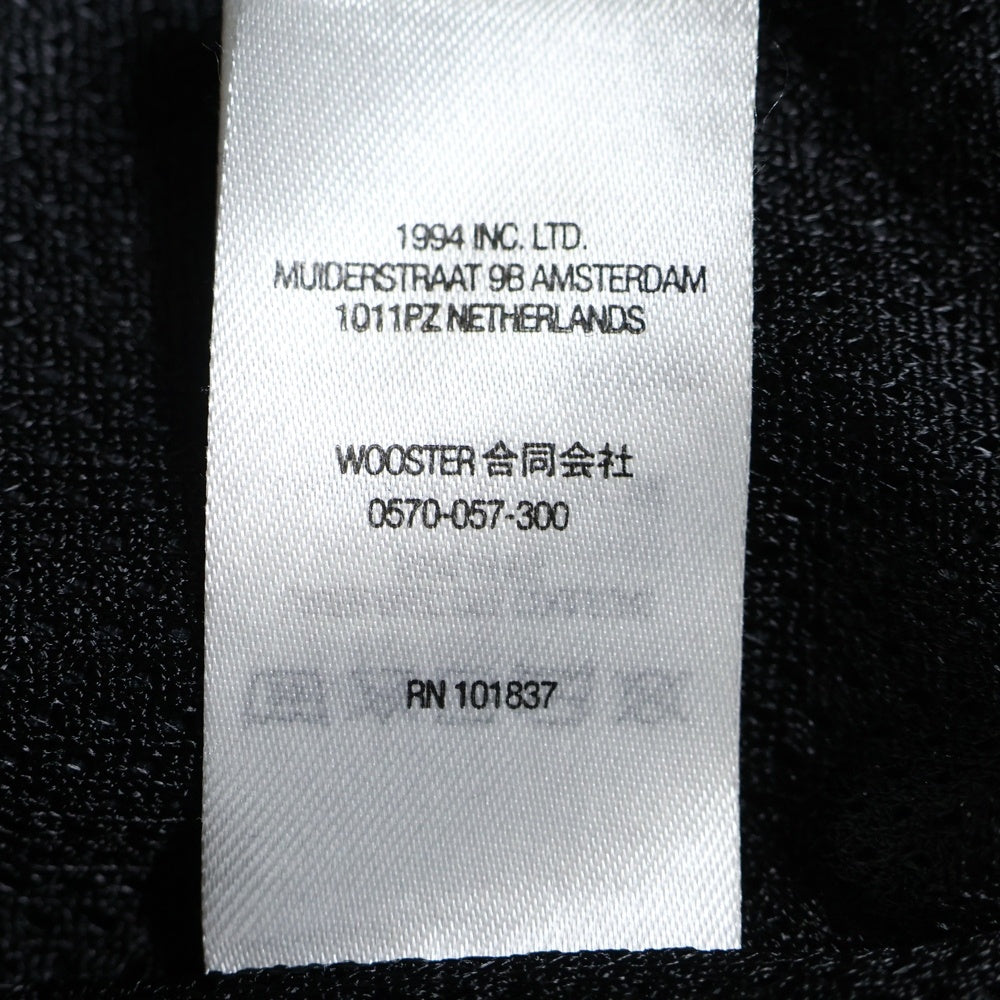 1994 INC. LTD.
MUIDERSTRAAT 9B AMSTERDAM
1011PZ NETHERLANDS
WOOSTER 合同会社
0570-057-300
RN 101837